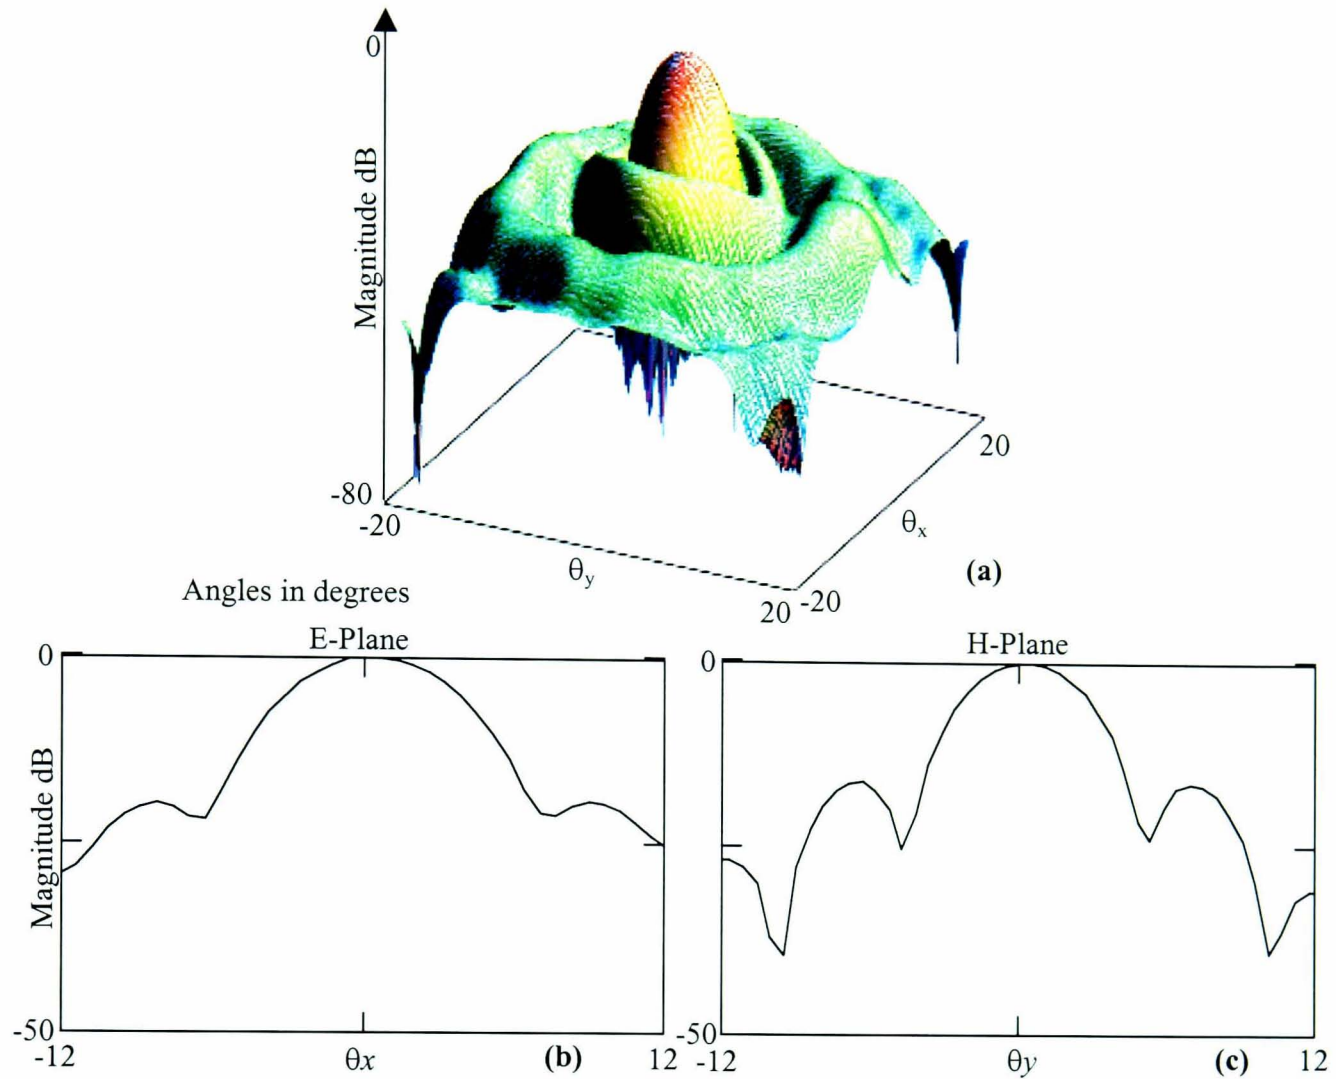 0
Magnitude dB
-80
-20
θy
20
-20
θx
20
(a)
Angles in degrees
E-Plane
0
Magnitude dB
-50
-12
θx
(b)
12
H-Plane
0
-50
-12
θy
(c)
12